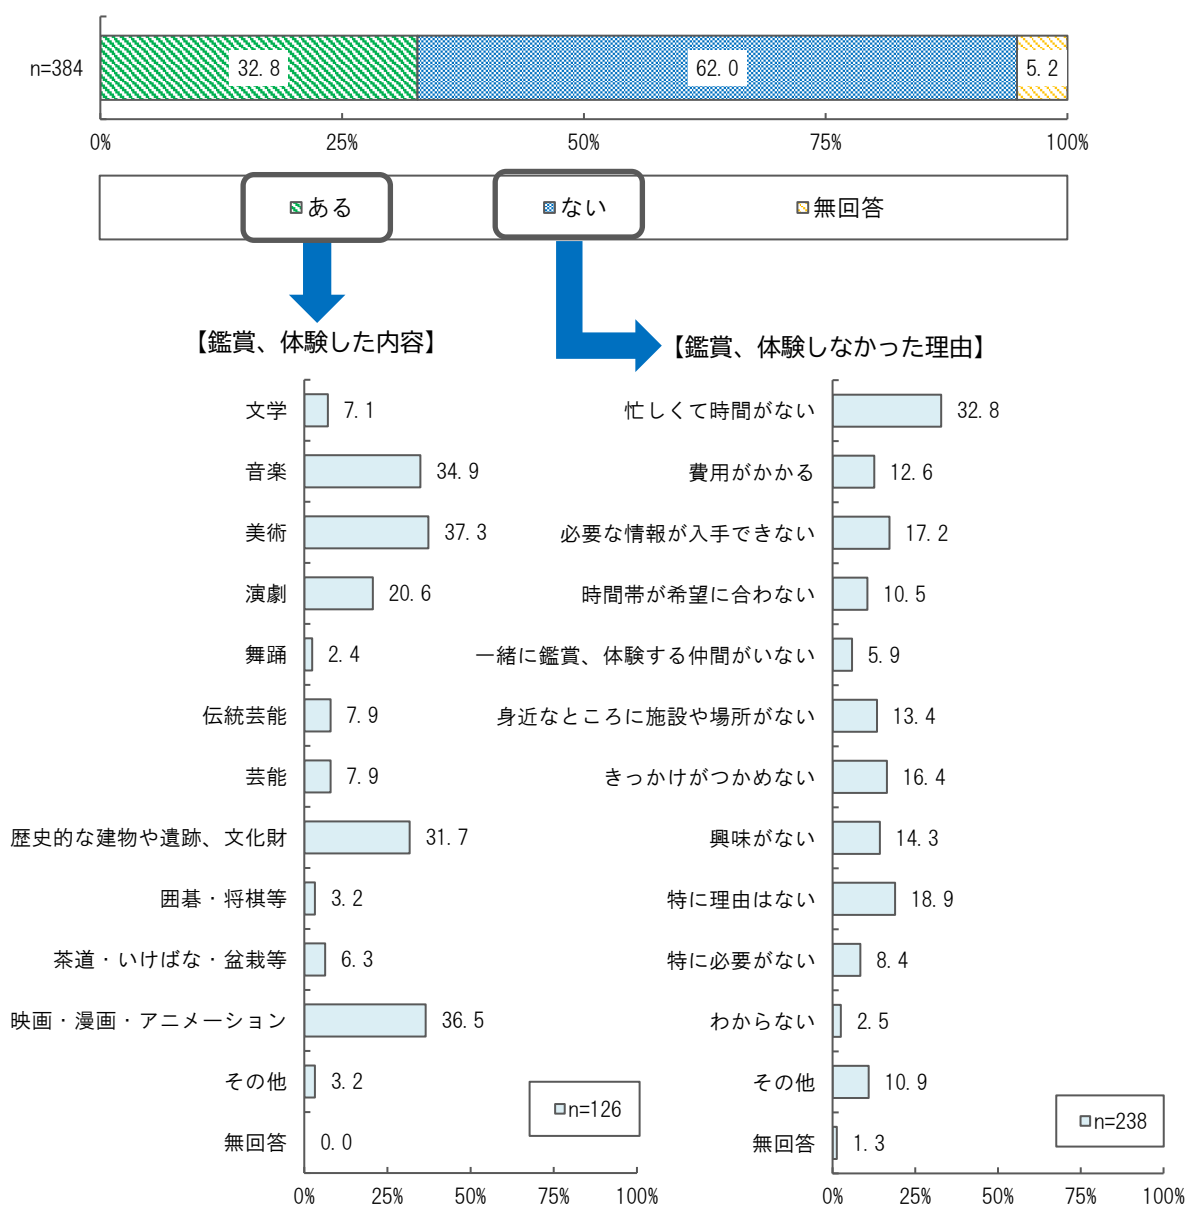 n=384
32.8
62.0
5.2
0%
25%
50%
75%
100%
ある
ない
無回答
【鑑賞、体験した内容】
文学 7.1
音楽 34.9
美術 37.3
演劇 20.6
舞踊 2.4
伝統芸能 7.9
芸能 7.9
歴史的な建物や遺跡、文化財 31.7
囲碁・将棋等 3.2
茶道・いけばな・盆栽等 6.3
映画・漫画・アニメーション 36.5
その他 3.2
無回答 0.0
n=126
0% 25% 50% 75% 100%
【鑑賞、体験しなかった理由】
忙しくて時間がない 32.8
費用がかかる 12.6
必要な情報が入手できない 17.2
時間帯が希望に合わない 10.5
一緒に鑑賞、体験する仲間がいない 5.9
身近なところに施設や場所がない 13.4
きっかけがつかめない 16.4
興味がない 14.3
特に理由はない 18.9
特に必要がない 8.4
わからない 2.5
その他 10.9
無回答 1.3
n=238
0% 25% 50% 75% 100%